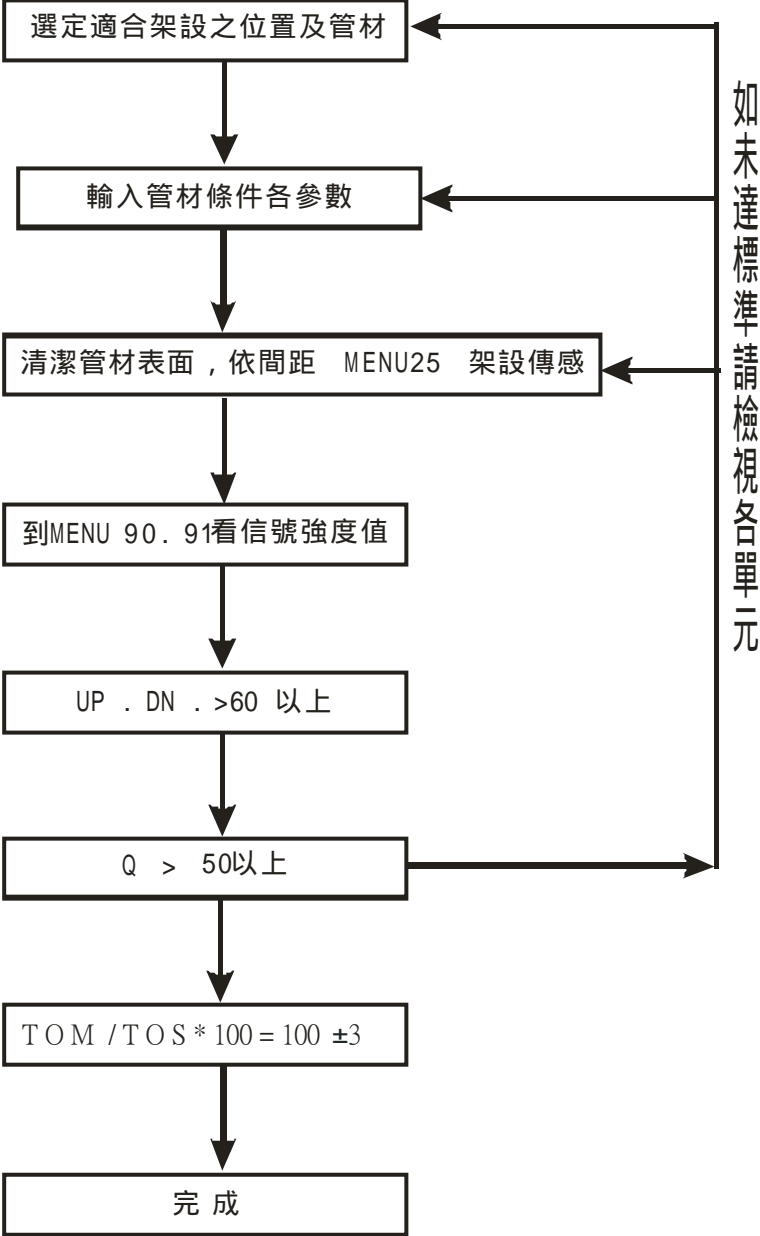 選定適合架設之位置及管材
輸入管材條件各參數
清潔管材表面,依間距 MENU25 架設傳感
到MENU 90. 91看信號強度值
UP . DN . >60 以上
Q > 50以上
TOM /TOS* 100 = 100 ±3
完 成
如未達標準請檢視各單元